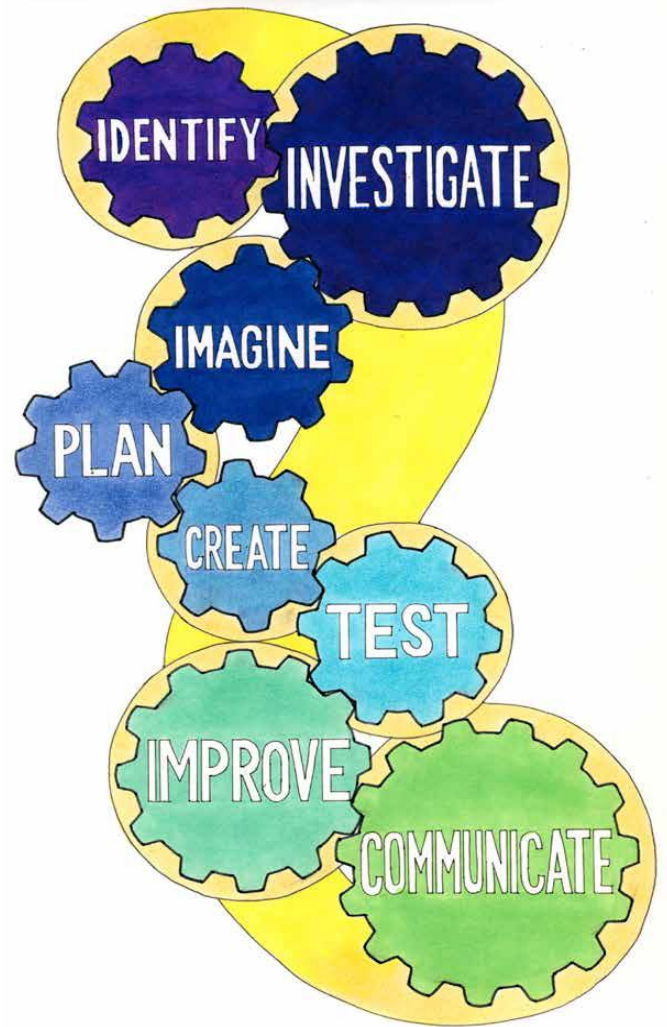 IDENTIFY
INVESTIGATE
IMAGINE
PLAN
CREATE
TEST
IMPROVE
COMMUNICATE